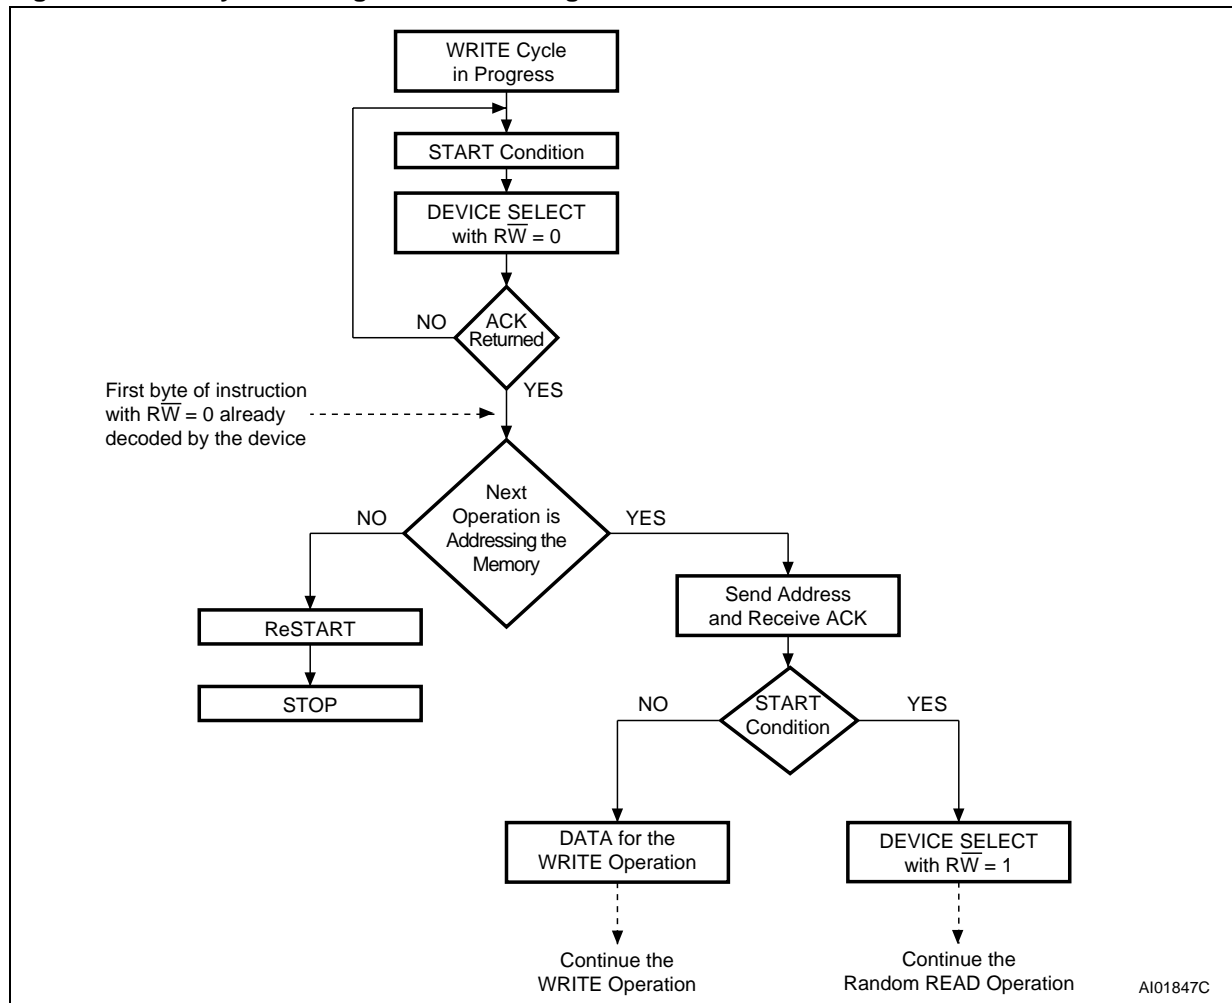 WRITE Cycle
in Progress
START Condition
DEVICE SELECT
with RW̅ = 0
NO
ACK
Returned
YES
First byte of instruction
with RW̅ = 0 already
decoded by the device
Next
Operation is
Addressing the
Memory
NO
YES
Send Address
and Receive ACK
ReSTART
STOP
START
Condition
NO
YES
DATA for the
WRITE Operation
DEVICE SELECT
with RW̅ = 1
Continue the
WRITE Operation
Continue the
Random READ Operation
AI01847C